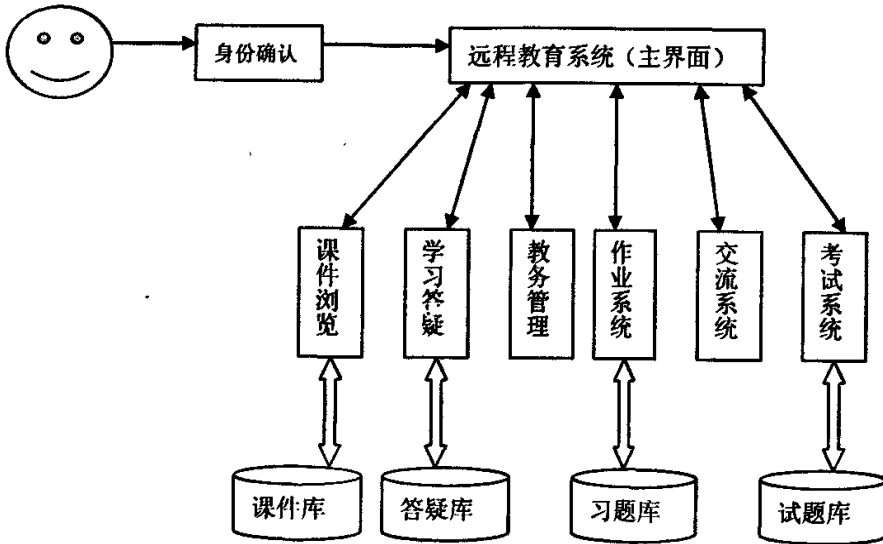 身份确认
远程教育系统（主界面）
课件浏览
学习答疑
教务管理
作业系统
交流系统
考试系统
课件库
答疑库
习题库
试题库